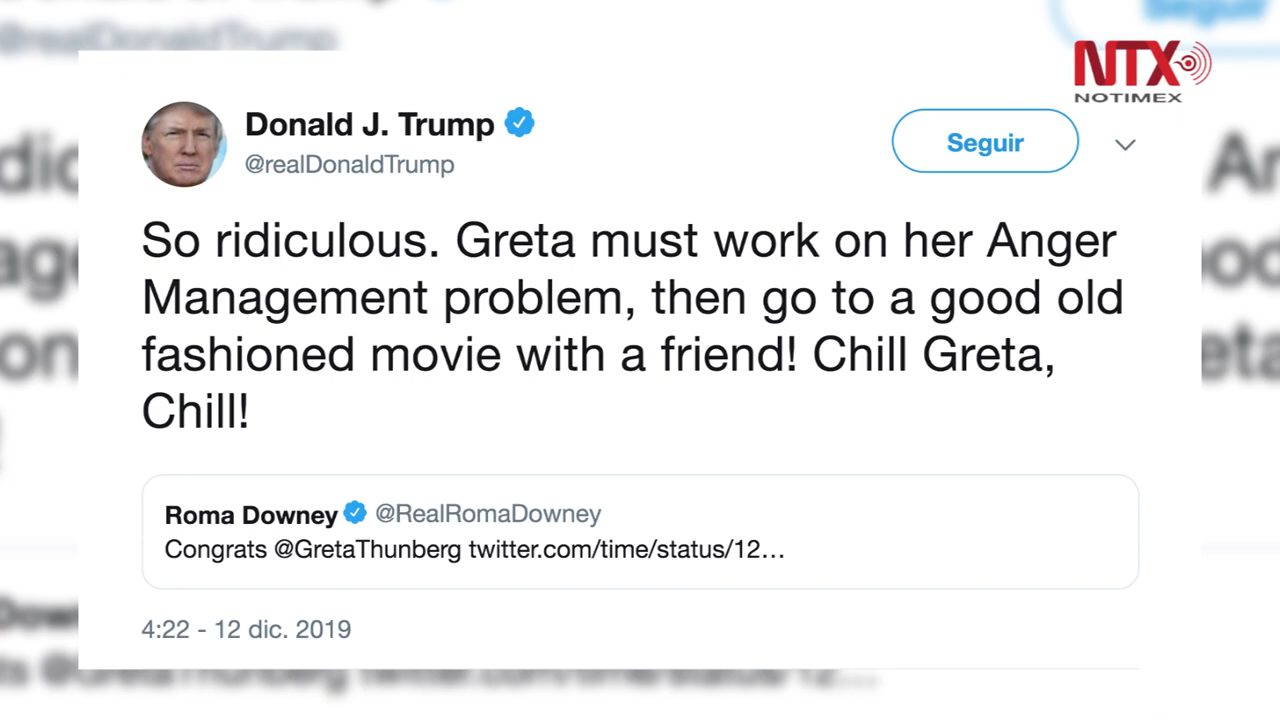 NTX
NOTIMEX
Donald J. Trump
@realDonaldTrump
Seguir
So ridiculous. Greta must work on her Anger
Management problem, then go to a good old
fashioned movie with a friend! Chill Greta,
Chill!
Roma Downey @RealRomaDowney
Congrats @GretaThunberg twitter.com/time/status/12…
4:22 - 12 dic. 2019